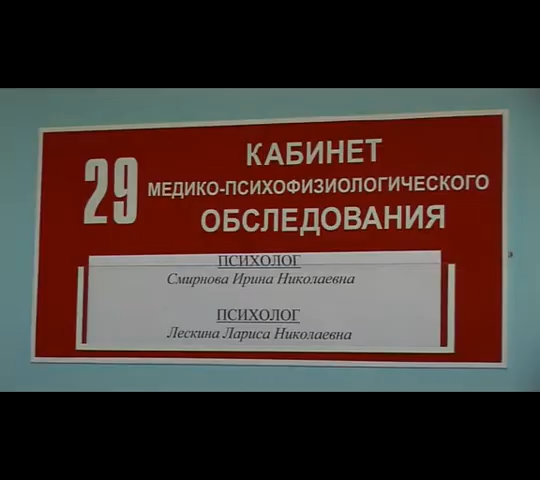 29
КАБИНЕТ
МЕДИКО-ПСИХОФИЗИОЛОГИЧЕСКОГО
ОБСЛЕДОВАНИЯ
ПСИХОЛОГ
Смирнова Ирина Николаевна
ПСИХОЛОГ
Лескина Лариса Николаевна